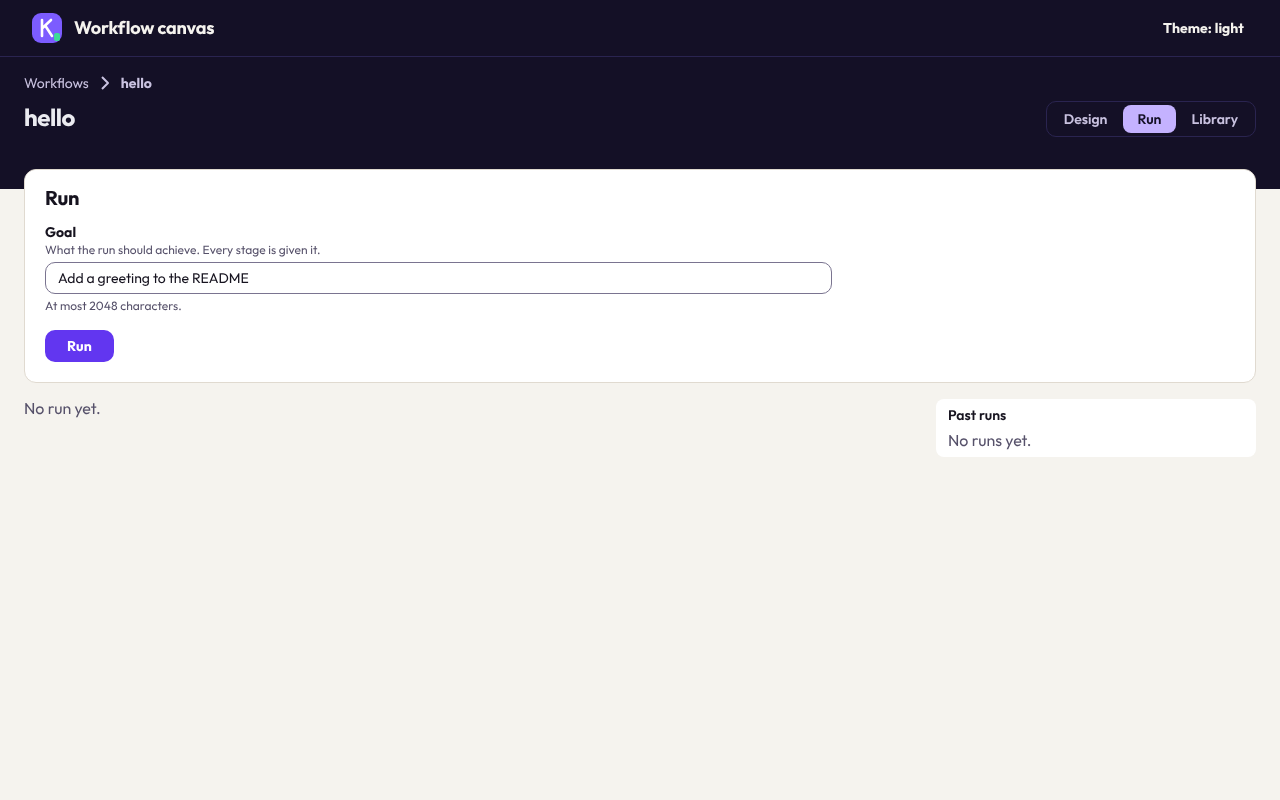 Workflow canvas
Theme: light
Workflows > hello
hello
Design
Run
Library
Run
Goal
What the run should achieve. Every stage is given it.
Add a greeting to the README
At most 2048 characters.
Run
No run yet.
Past runs
No runs yet.